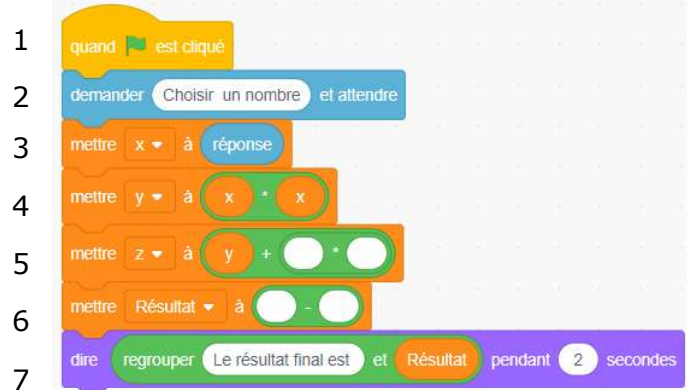 1 quand est cliqué
2 demander Choisir un nombre et attendre
3 mettre x à réponse
4 mettre y à x * x
5 mettre z à y + *
6 mettre Résultat à -
7 dire regrouper Le résultat final est et Résultat pendant 2 secondes